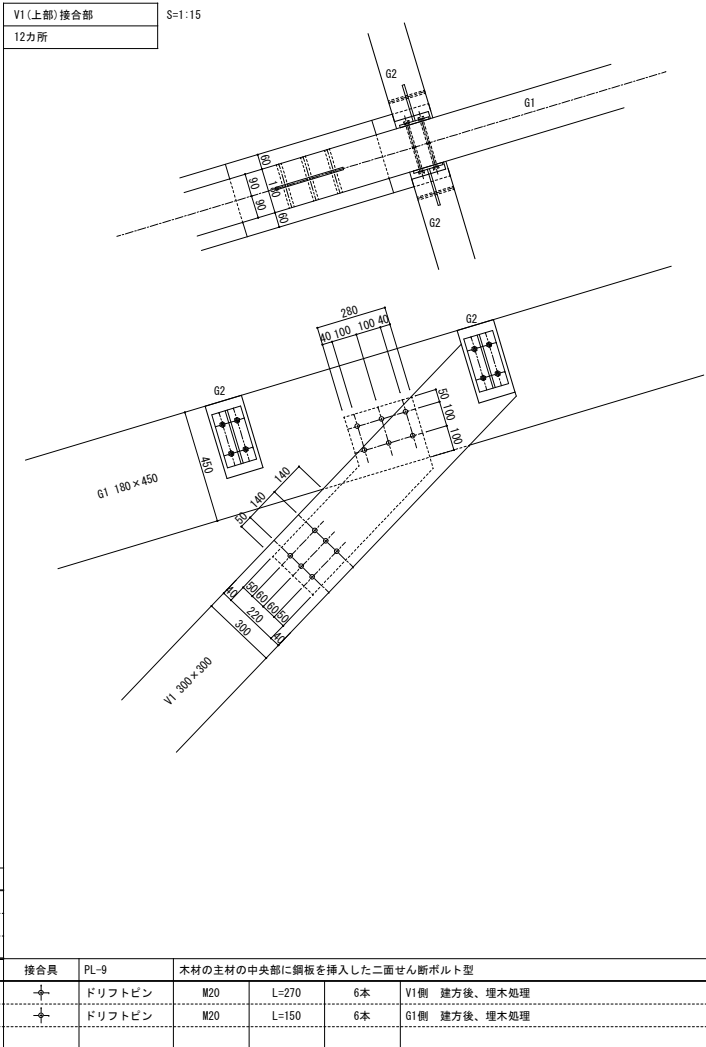 V1(上部)接合部
S=1:15
12カ所
G2
G1
60
180
90
90
60
G2
280
40 100 100 40
G2
G2
50
100
100
450
G1 180×450
140
140
50
50
60
60
50
40
220
40
300
V1 300×300
接合具 PL-9 木材の主材の中央部に鋼板を挿入した二面せん断ボルト型
ドリフトピン M20 L=270 6本 V1側 建方後、埋木処理
ドリフトピン M20 L=150 6本 G1側 建方後、埋木処理